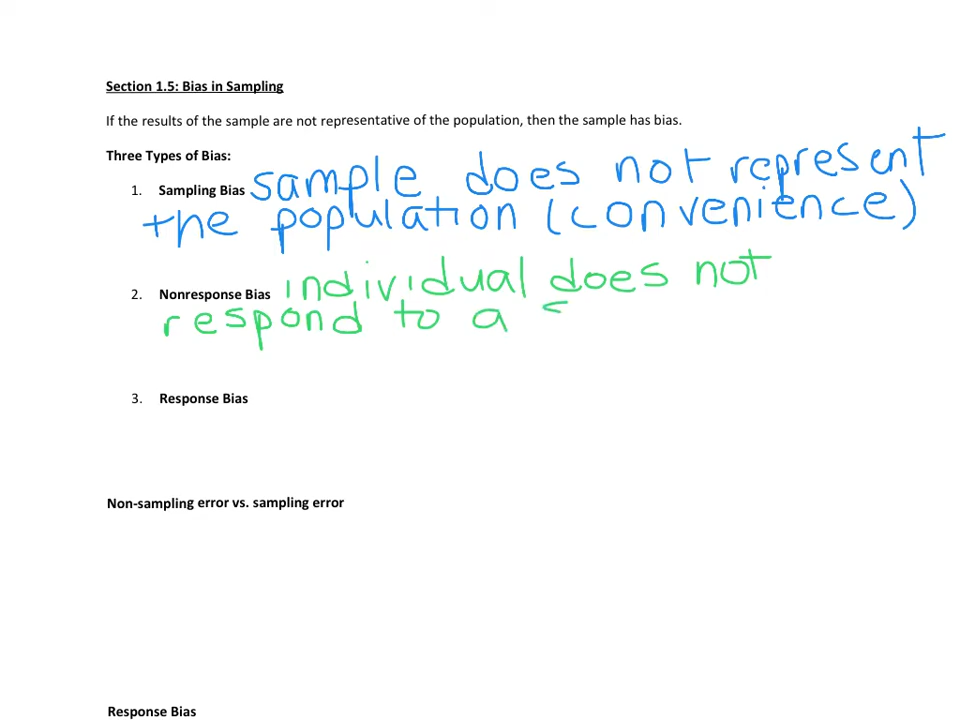 Section 1.5: Bias in Sampling
If the results of the sample are not representative of the population, then the sample has bias.
Three Types of Bias:
1. Sampling Bias sample does not represent
the population (convenience)
2. Nonresponse Bias individual does not
respond to a
3. Response Bias
Non-sampling error vs. sampling error
Response Bias